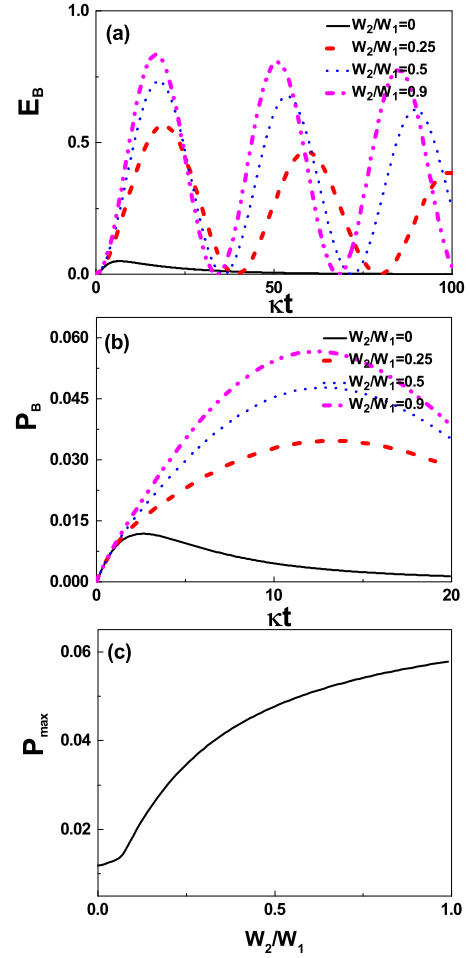 (a)
W₂/W₁=0
W₂/W₁=0.25
W₂/W₁=0.5
W₂/W₁=0.9
E_B
1.0
0.5
0.0
0 50 100
κt
(b)
W₂/W₁=0
W₂/W₁=0.25
W₂/W₁=0.5
W₂/W₁=0.9
P_B
0.060
0.045
0.030
0.015
0.000
0 10 20
κt
(c)
P_max
0.06
0.04
0.02
0.0 0.5 1.0
W₂/W₁